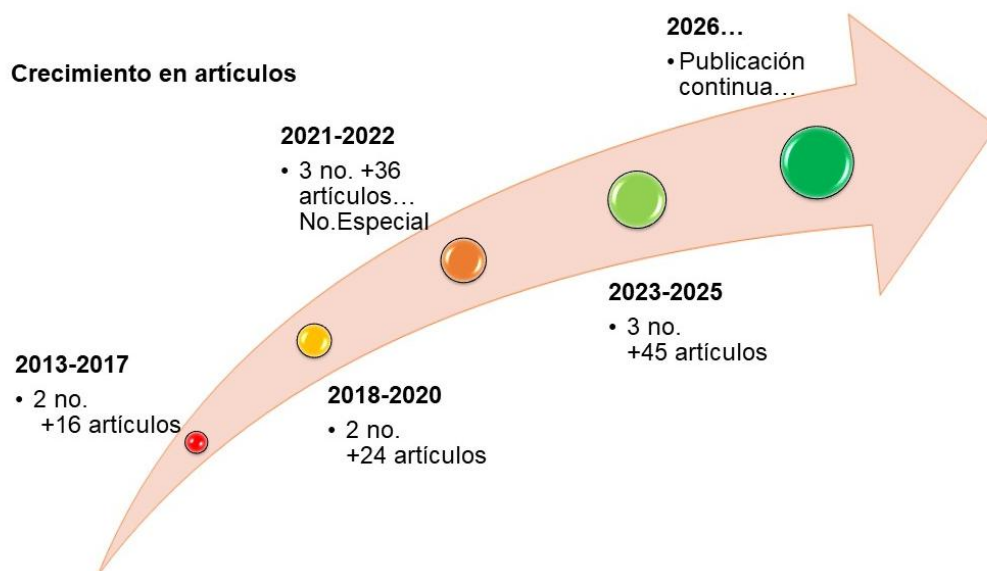 Crecimiento en artículos
2013-2017
• 2 no.
+16 artículos
2018-2020
• 2 no.
+24 artículos
2021-2022
• 3 no. +36
artículos...
No.Especial
2023-2025
• 3 no.
+45 artículos
2026...
• Publicación
continua...